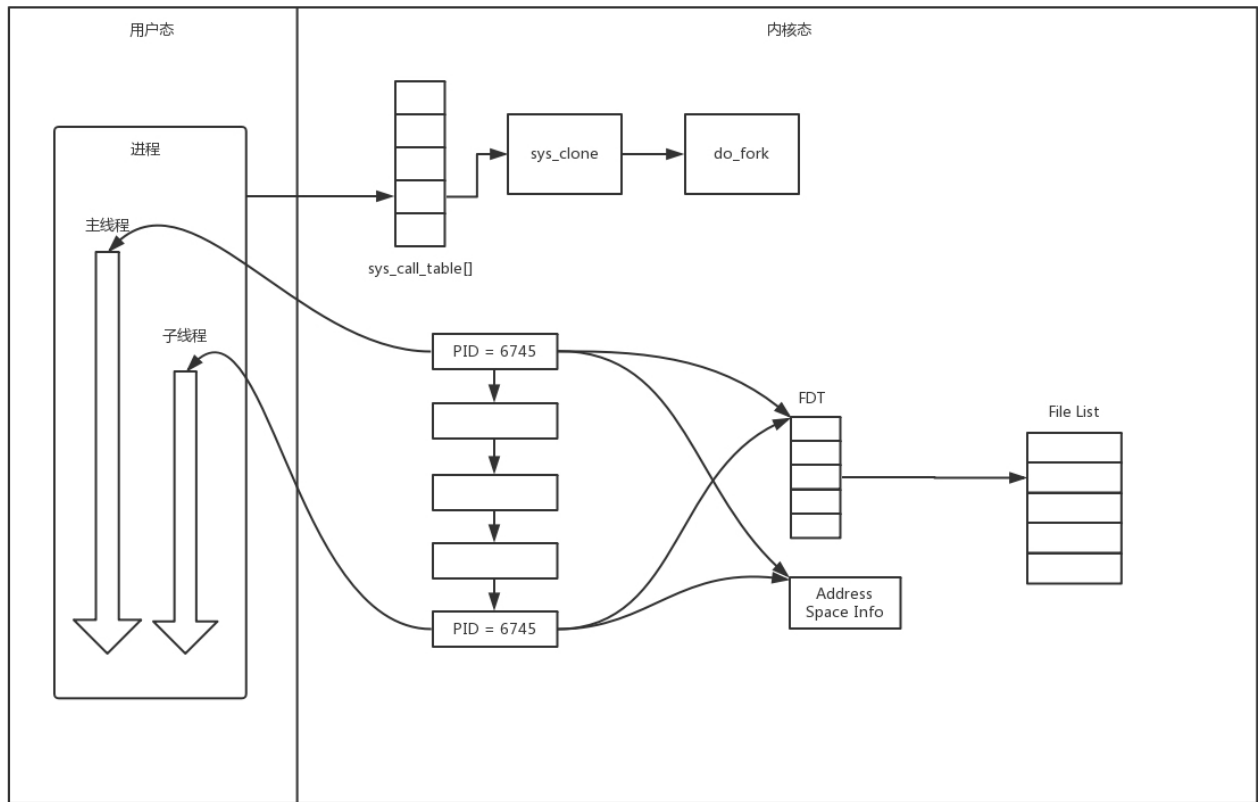 用户态
内核态
进程
sys_clone
do_fork
主线程
sys_call_table[]
子线程
PID = 6745
FDT
File List
Address
Space Info
PID = 6745